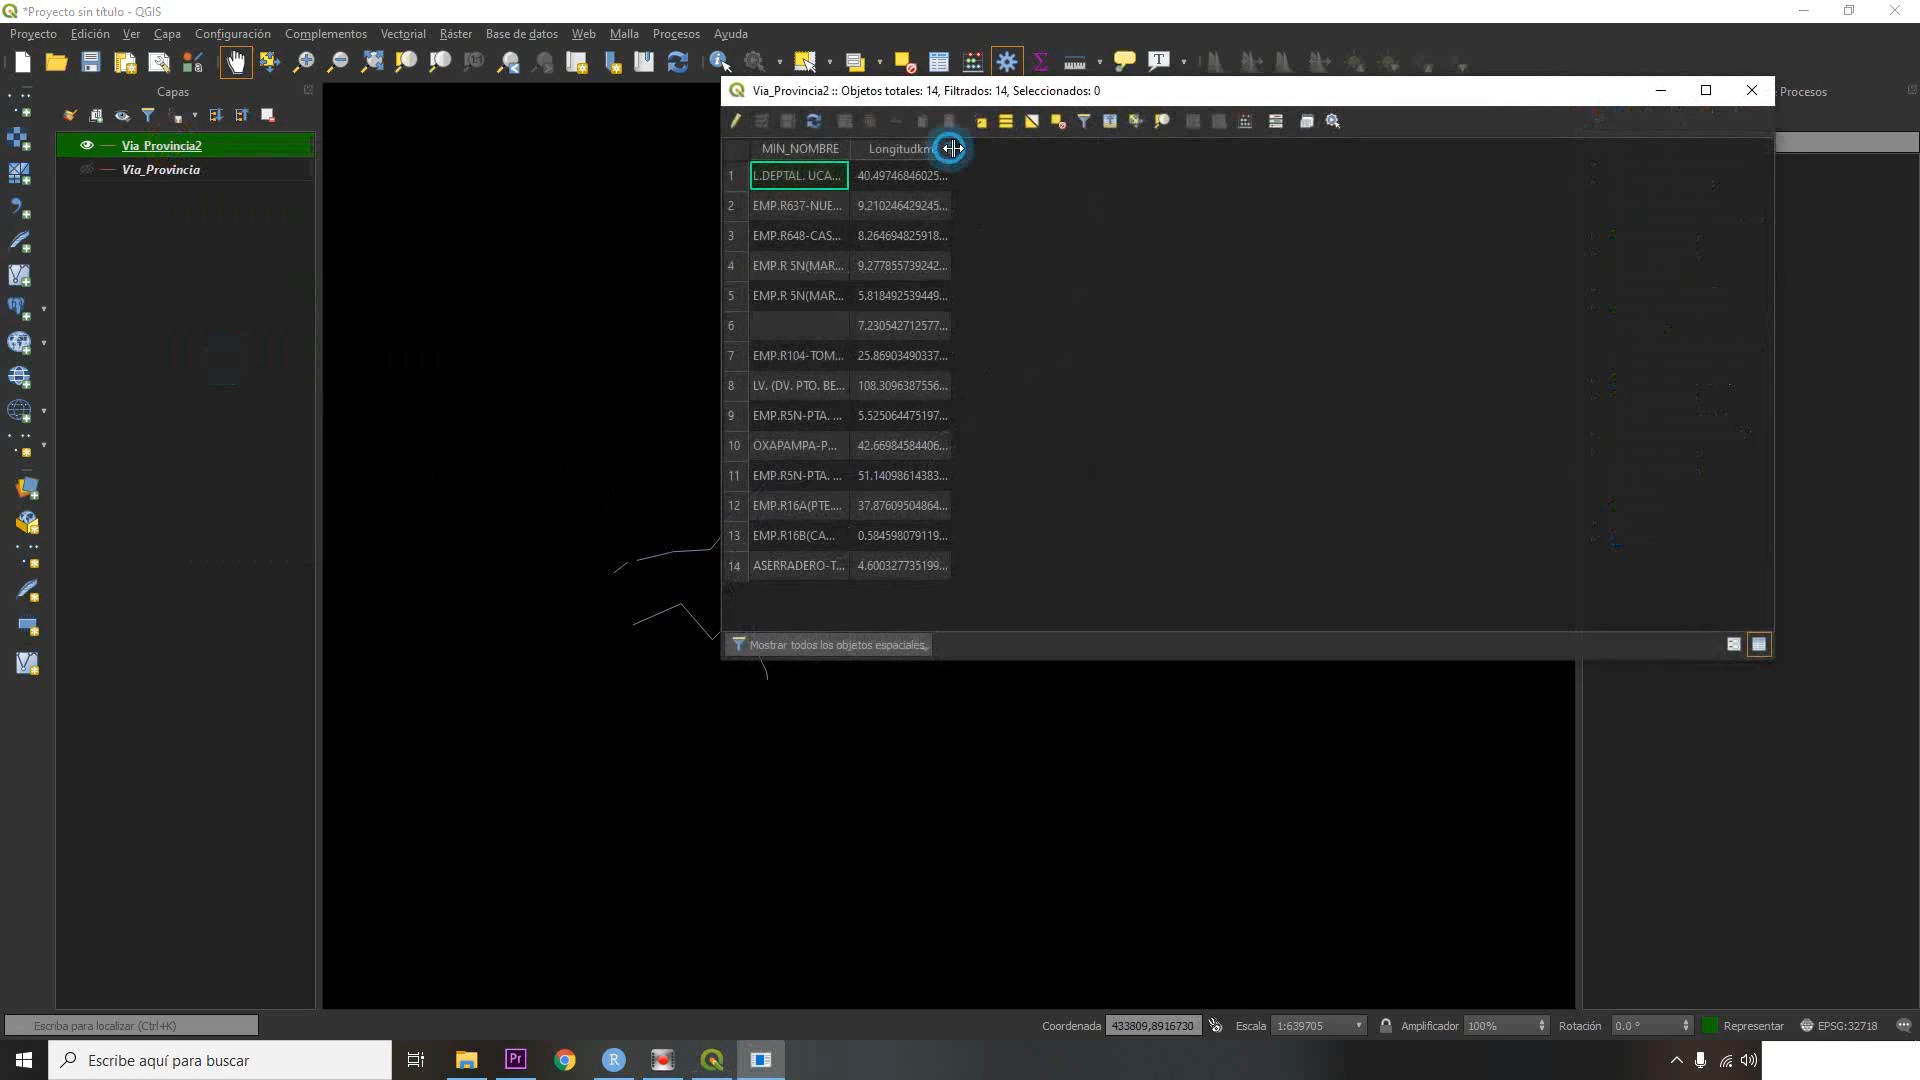 *Proyecto sin título - QGIS
Proyecto Edición Ver Capa Configuración Complementos Vectorial Ráster Base de datos Web Malla Procesos Ayuda
Capas
Via_Provincia2
Via_Provincia
Via_Provincia2 :: Objetos totales: 14, Filtrados: 14, Seleccionados: 0
Procesos
MIN_NOMBRE Longitudkm
1 L.DEPTAL. UCA... 40.49746846025...
2 EMP.R637-NUE... 9.210246429245...
3 EMP.R648-CAS... 8.264694825918...
4 EMP.R 5N(MAR... 9.277855739242...
5 EMP.R 5N(MAR... 5.818492539449...
6 7.230542712577...
7 EMP.R104-TOM... 25.86903490337...
8 LV. (DV. PTO. BE... 108.3096387556...
9 EMP.R5N-PTA. ... 5.525064475197...
10 OXAPAMPA-P... 42.66984584406...
11 EMP.R5N-PTA. ... 51.14098614383...
12 EMP.R16A(PTE.... 37.87609504864...
13 EMP.R16B(CA... 0.584598079119...
14 ASERRADERO-T... 4.600327735199...
Mostrar todos los objetos espaciales
Escriba para localizar (Ctrl+K)
Coordenada 433809,8916730 Escala 1:639705 Amplificador 100% Rotación 0.0 ° Representar EPSG:32718
Escribe aquí para buscar
Pr
R